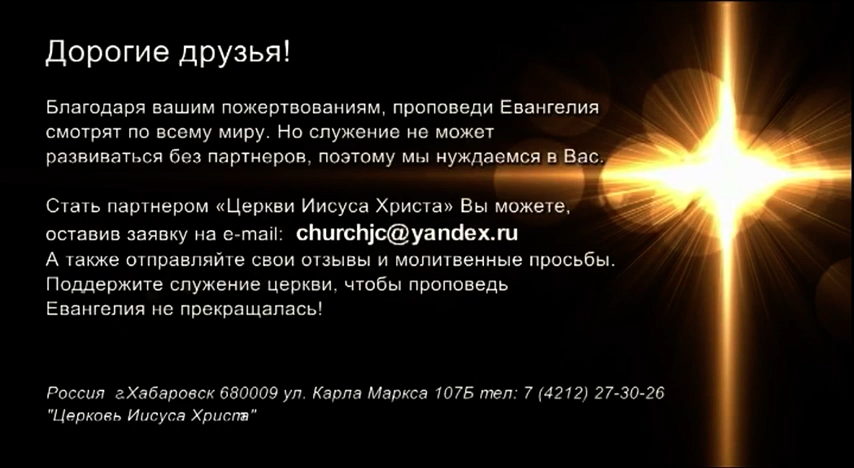 Дорогие друзья!
Благодаря вашим пожертвованиям, проповеди Евангелия
смотрят по всему миру. Но служение не может
развиваться без партнеров, поэтому мы нуждаемся в Вас.
Стать партнером «Церкви Иисуса Христа» Вы можете,
оставив заявку на e-mail: churchjc@yandex.ru
А также отправляйте свои отзывы и молитвенные просьбы.
Поддержите служение церкви, чтобы проповедь
Евангелия не прекращалась!
Россия г.Хабаровск 680009 ул. Карла Маркса 107Б тел: 7 (4212) 27-30-26
"Церковь Иисуса Христа"